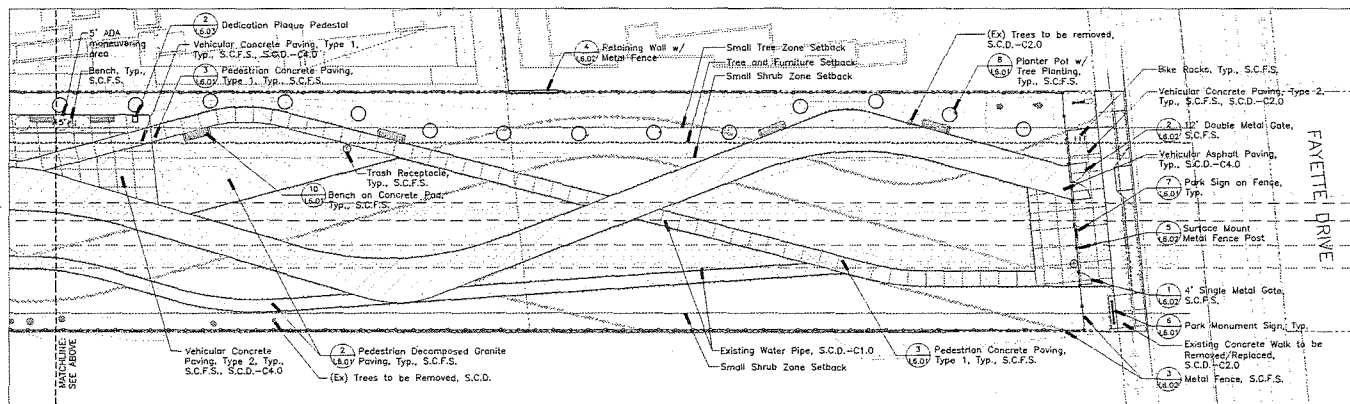 5' ADA
maneuvering
area
Bench, Typ.,
S.C.F.S.
2
L6.03
Dedication Plaque Pedestal
Vehicular Concrete Paving, Type 1,
Typ., S.C.F.S., S.C.D.-C4.0
3
L6.01
Pedestrian Concrete Paving,
Type 1, Typ., S.C.F.S.
4
L6.02
Retaining Wall w/
Metal Fence
Small Tree Zone Setback
Tree and Furniture Setback
Small Shrub Zone Setback
(Ex) Trees to be removed,
S.C.D.-C2.0
8
L6.01
Planter Pot w/
Tree Planting,
Typ., S.C.F.S.
Bike Racks, Typ., S.C.F.S.
Vehicular Concrete Paving, Type 2,
Typ., S.C.F.S., S.C.D.-C2.0
2
L6.02
12' Double Metal Gate,
S.C.F.S.
Vehicular Asphalt Paving,
Typ., S.C.D.-C4.0
7
L6.01
Park Sign on Fence,
Typ.
5
L6.02
Surface Mount
Metal Fence Post
1
L6.02
4' Single Metal Gate,
S.C.F.S.
6
L6.01
Park Monument Sign, Typ.
Existing Concrete Walk to be
Removed/Replaced,
S.C.D.-C2.0
3
L6.02
Metal Fence, S.C.F.S.
FAYETTE DRIVE
Trash Receptacle,
Typ., S.C.F.S.
10
L6.01
Bench on Concrete Pad,
Typ., S.C.F.S.
MATCHLINE:
SEE ABOVE
Vehicular Concrete
Paving, Type 2, Typ.,
S.C.F.S., S.C.D.-C4.0
2
L6.01
Pedestrian Decomposed Granite
Paving, Typ., S.C.F.S.
(Ex) Trees to be Removed, S.C.D.
Existing Water Pipe, S.C.D.-C1.0
Small Shrub Zone Setback
3
L6.01
Pedestrian Concrete Paving,
Type 1, Typ., S.C.F.S.